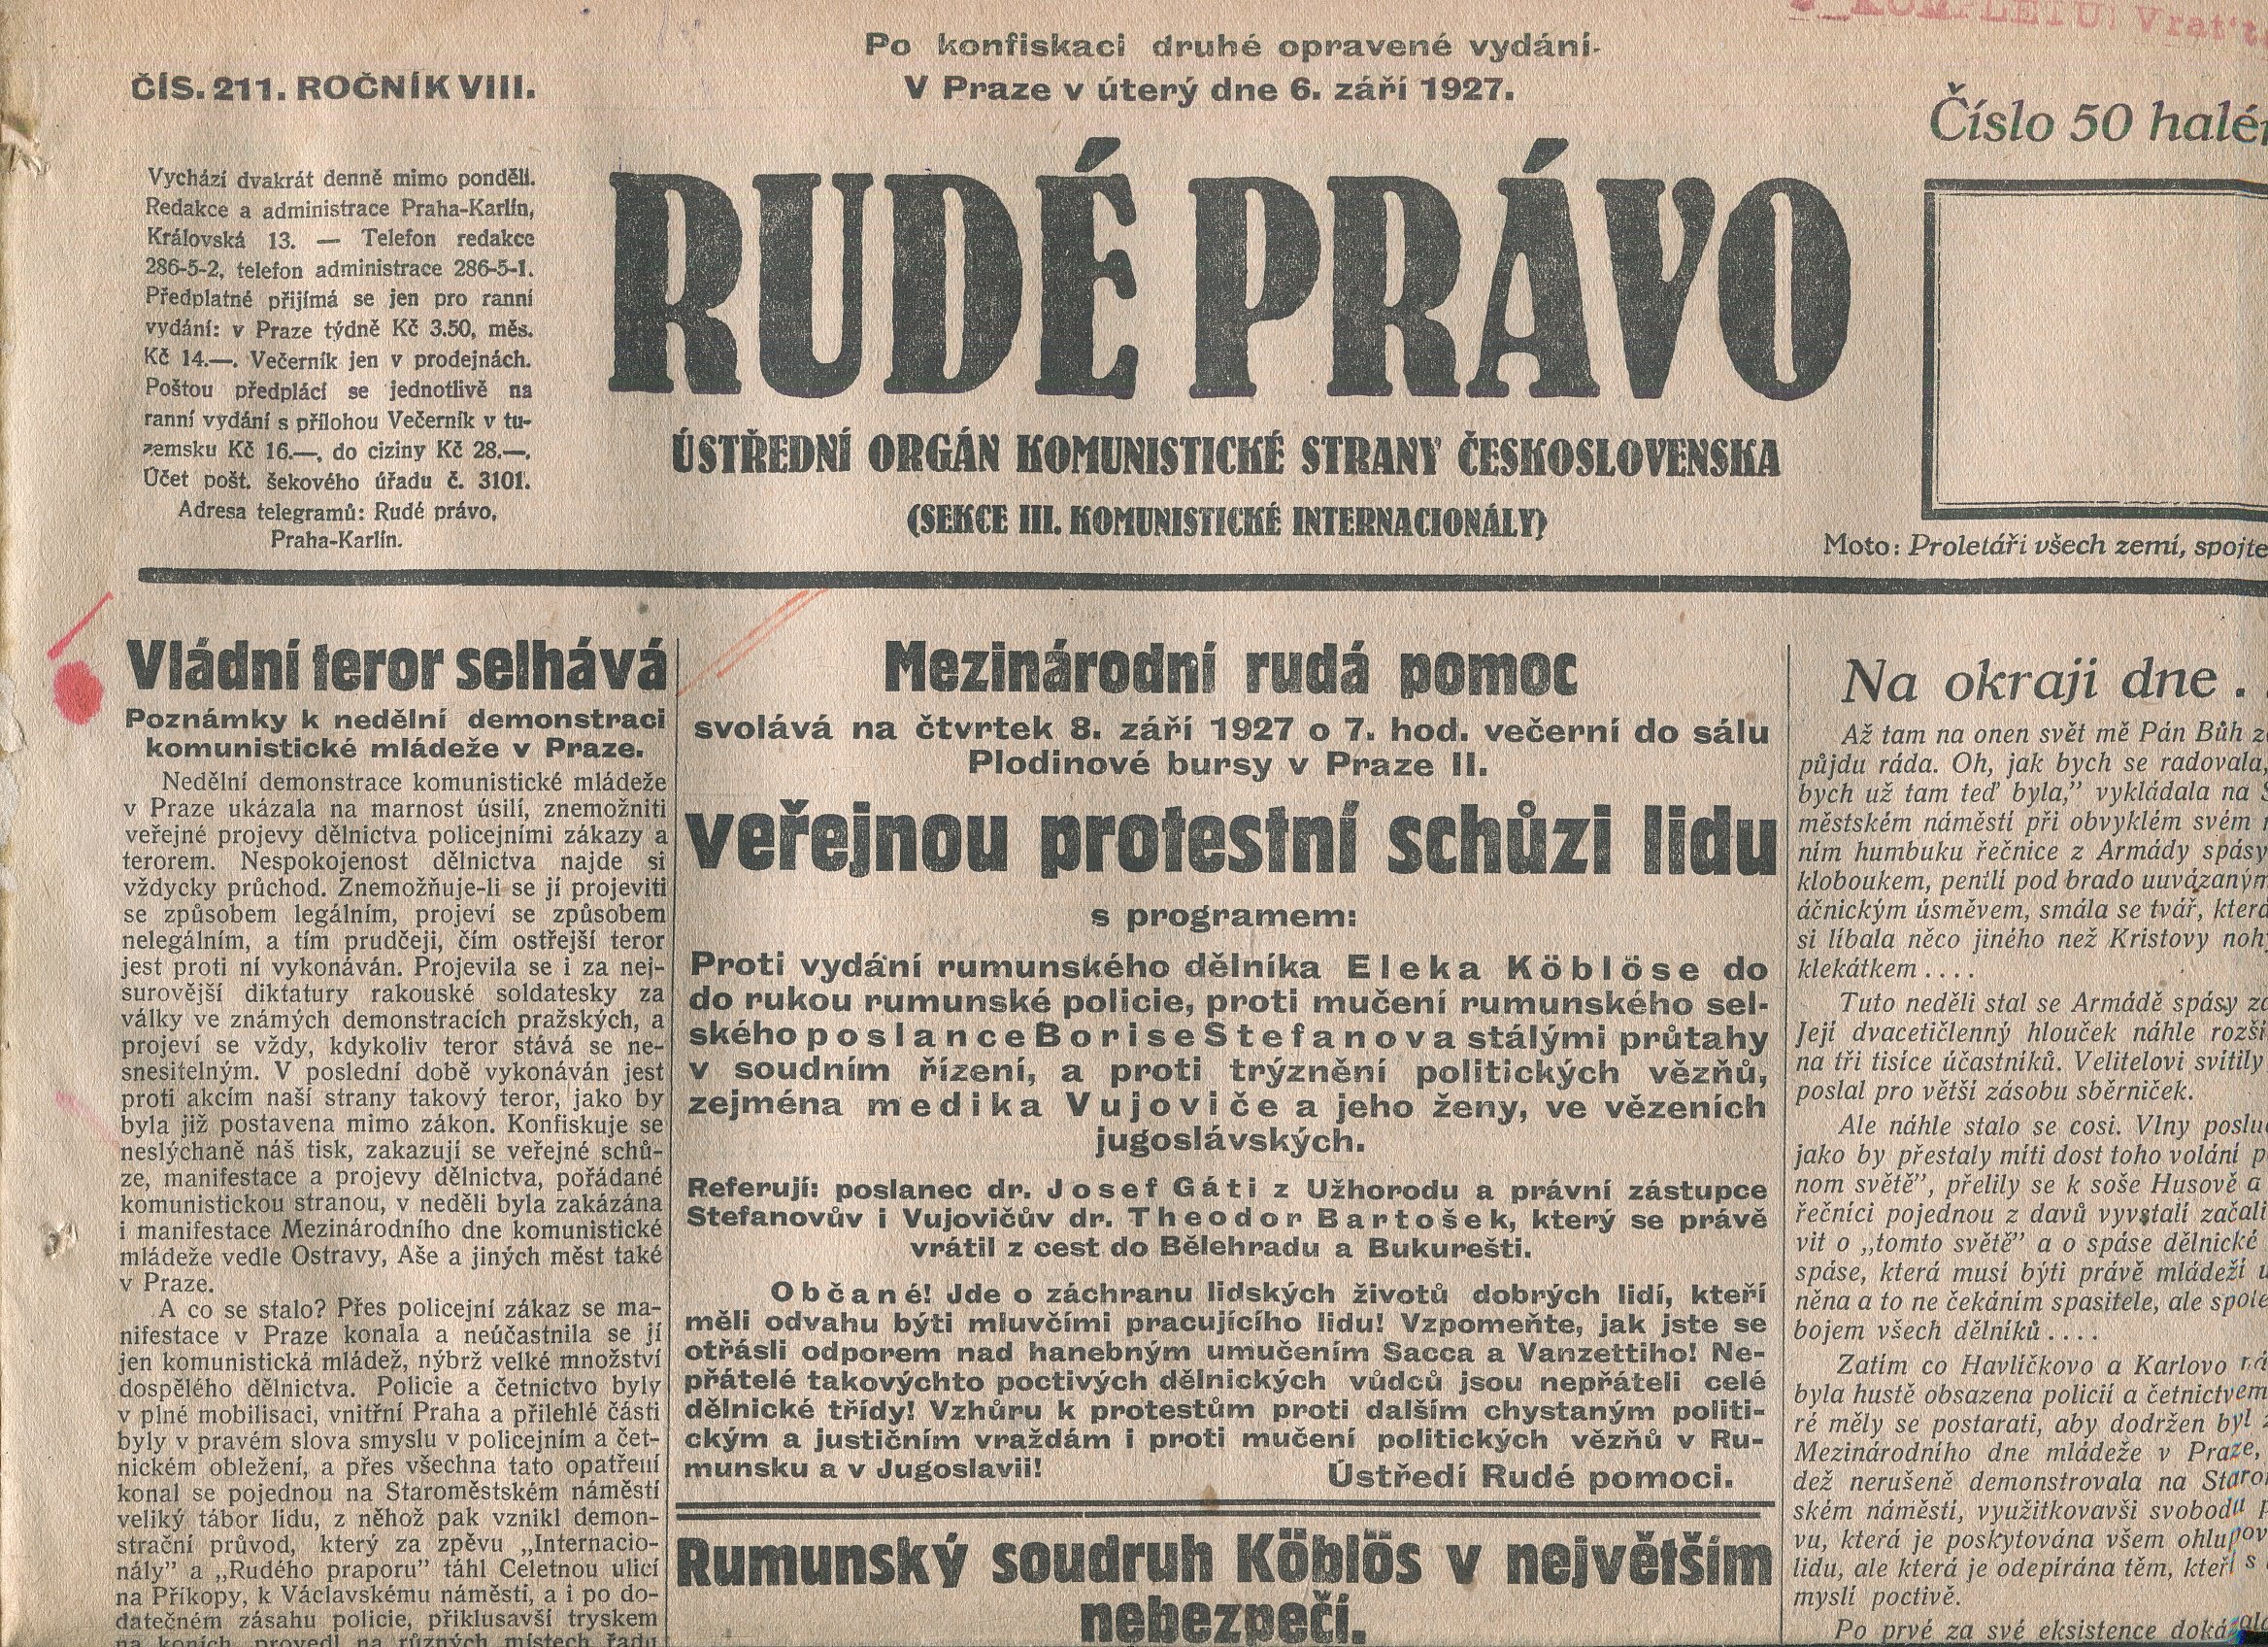 KOMPLETU! Vrať
Po konfiskaci druhé opravené vydání.
ČÍS. 211. ROČNÍK VIII.
V Praze v úterý dne 6. září 1927.
Číslo 50 halé
Vychází dvakrát denně mimo pondělí.
Redakce a administrace Praha-Karlín,
Královská 13. — Telefon redakce
286-5-2, telefon administrace 286-5-1.
Předplatné přijímá se jen pro ranní
vydání: v Praze týdně Kč 3.50, měs.
Kč 14.—. Večerník jen v prodejnách.
Poštou předplácí se jednotlivě na
ranní vydání s přílohou Večerník v tu-
zemsku Kč 16.—, do ciziny Kč 28.—,
Účet pošt. šekového úřadu č. 3101.
Adresa telegramů: Rudé právo,
Praha-Karlín.
RUDÉ PRÁVO
ÚSTŘEDNÍ ORGÁN KOMUNISTICKÉ STRANY ČESKOSLOVENSKA
(SEKCE III. KOMUNISTICKÉ INTERNACIONÁLY)
Moto: Proletáři všech zemí, spojte
Vládní teror selhává
Poznámky k nedělní demonstraci
komunistické mládeže v Praze.
Nedělní demonstrace komunistické mládeže
v Praze ukázala na marnost úsilí, znemožniti
veřejné projevy dělnictva policejními zákazy a
terorem. Nespokojenost dělnictva najde si
vždycky průchod. Znemožňuje-li se jí projeviti
se způsobem legálním, projeví se způsobem
nelegálním, a tím prudčeji, čím ostřejší teror
jest proti ní vykonáván. Projevila se i za nej-
surovější diktatury rakouské soldatesky za
války ve známých demonstracích pražských, a
projeví se vždy, kdykoliv teror stává se ne-
snesitelným. V poslední době vykonáván jest
proti akcím naší strany takový teror, jako by
byla již postavena mimo zákon. Konfiskuje se
neslýchaně náš tisk, zakazují se veřejné schů-
ze, manifestace a projevy dělnictva, pořádané
komunistickou stranou, v neděli byla zakázána
i manifestace Mezinárodního dne komunistické
mládeže vedle Ostravy, Aše a jiných měst také
v Praze.
A co se stalo? Přes policejní zákaz se ma-
nifestace v Praze konala a neúčastnila se jí
jen komunistická mládež, nýbrž velké množství
dospělého dělnictva. Policie a četnictvo byly
v plné mobilisaci, vnitřní Praha a přilehlé části
byly v pravém slova smyslu v policejním a čet-
nickém obležení, a přes všechna tato opatření
konal se pojednou na Staroměstském náměstí
veliký tábor lidu, z něhož pak vznikl demon-
strační průvod, který za zpěvu „Internacio-
nály” a „Rudého praporu” táhl Celetnou ulicí
na Příkopy, k Václavskému náměstí, a i po do-
datečném zásahu policie, přiklusavší tryskem
na koních, provedl na různých místech řadu
Mezinárodní rudá pomoc
svolává na čtvrtek 8. září 1927 o 7. hod. večerní do sálu
Plodinové bursy v Praze II.
veřejnou protestní schůzi lidu
s programem:
Proti vydání rumunského dělníka Eleka Köblöse do
do rukou rumunské policie, proti mučení rumunského sel-
ského poslance Borise Stefanova stálými průtahy
v soudním řízení, a proti trýznění politických vězňů,
zejména medika Vujoviče a jeho ženy, ve vězeních
jugoslávských.
Referují: poslanec dr. Josef Gáti z Užhorodu a právní zástupce
Stefanovův i Vujovičův dr. Theodor Bartošek, který se právě
vrátil z cest do Bělehradu a Bukurešti.
Občané! Jde o záchranu lidských životů dobrých lidí, kteří
měli odvahu býti mluvčími pracujícího lidu! Vzpomeňte, jak jste se
otřásli odporem nad hanebným umučením Sacca a Vanzettiho! Ne-
přátelé takovýchto poctivých dělnických vůdců jsou nepřáteli celé
dělnické třídy! Vzhůru k protestům proti dalším chystaným politi-
ckým a justičním vraždám i proti mučení politických vězňů v Ru-
munsku a v Jugoslavii!
Ústředí Rudé pomoci.
Rumunský soudruh Köblös v největším
nebezpečí.
Na okraji dne .
Až tam na onen svět mě Pán Bůh z
půjdu ráda. Oh, jak bych se radovala,
bych už tam teď byla,” vykládala na S
městském náměstí při obvyklém svém
ním humbuku řečnice z Armády spásy
kloboukem, pentlí pod brado uuvázaným
áčnickým úsměvem, smála se tvář, která
si líbala něco jiného než Kristovy nohy
klekátkem . . . .
Tuto neděli stal se Armádě spásy zá
Její dvacetičlenný hlouček náhle rozší
na tři tisíce účastníků. Velitelovi svítily
poslal pro větší zásobu sběrniček.
Ale náhle stalo se cosi. Vlny posluc
jako by přestaly míti dost toho volání p
nom světě”, přelily se k soše Husově a
řečníci pojednou z davů vyvstalí začali
vit o „tomto světě” a o spáse dělnické
spáse, která musí býti právě mládeží u
něna a to ne čekáním spasitele, ale spole
bojem všech dělníků . . . .
Zatím co Havlíčkovo a Karlovo ná
byla hustě obsazena policií a četnictvem
ré měly se postarati, aby dodržen byl z
Mezinárodního dne mládeže v Praze,
dež nerušeně demonstrovala na Staro
ském náměstí, využitkovavši svobodu
vu, která je poskytována všem ohlupov
lidu, ale která je odepírána těm, kteří s
myslí poctivě.
Po prvé za své eksistence dokáza